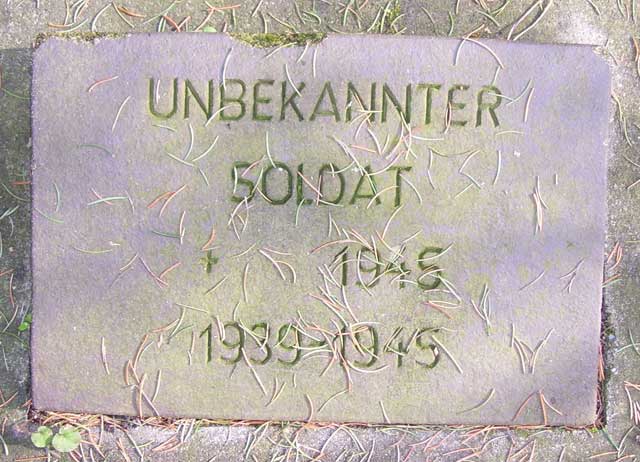 UNBEKANNTER
SOLDAT
† 1945
1939-1945